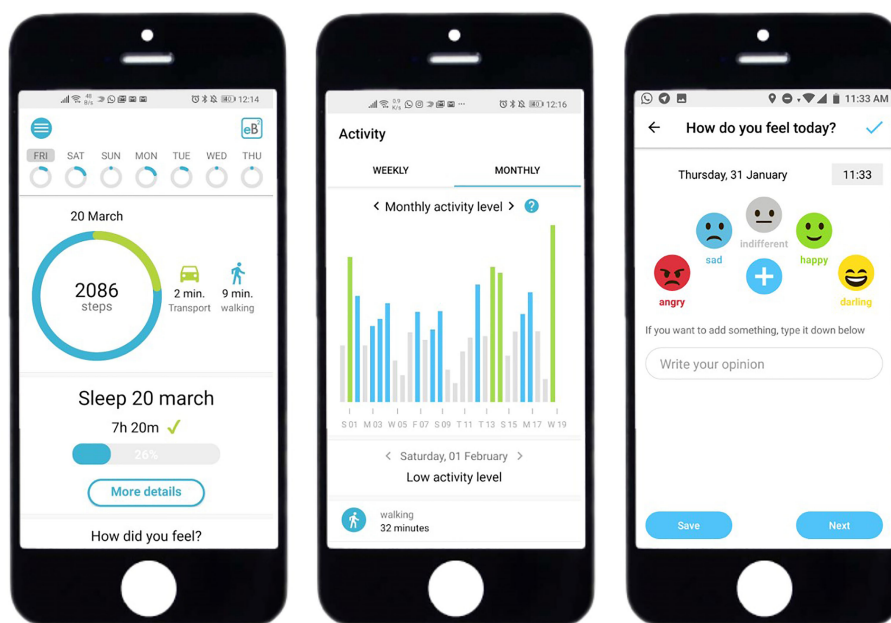 48 B/s 12:14
eB²
FRI SAT SUN MON TUE WED THU
20 March
2086
steps
2 min. 9 min.
Transport walking
Sleep 20 march
7h 20m
26%
More details
How did you feel?
0.9 K/s 12:16
Activity
WEEKLY MONTHLY
Monthly activity level ?
S 01 M 03 W 05 F 07 S 09 T 11 T 13 S 15 M 17 W 19
Saturday, 01 February
Low activity level
walking
32 minutes
11:33 AM
How do you feel today?
Thursday, 31 January 11:33
indifferent
sad happy
angry darling
If you want to add something, type it down below
Write your opinion
Save Next